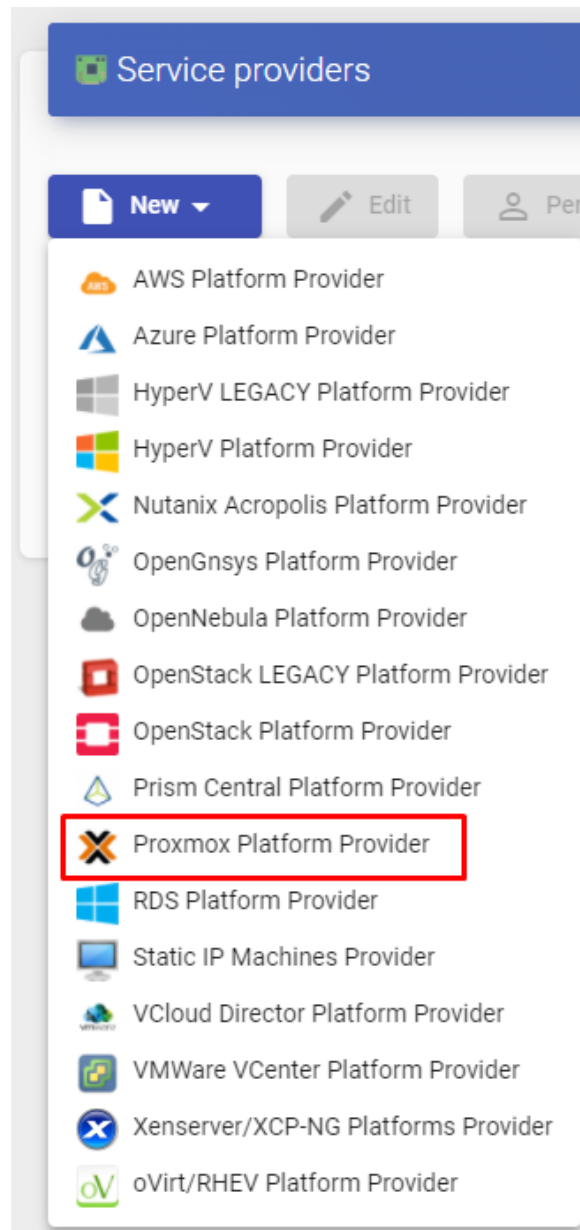 Service providers
New
Edit
Per
AWS
AWS Platform Provider
Azure Platform Provider
HyperV LEGACY Platform Provider
HyperV Platform Provider
Nutanix Acropolis Platform Provider
OpenGnsys Platform Provider
OpenNebula Platform Provider
OpenStack LEGACY Platform Provider
OpenStack Platform Provider
Prism Central Platform Provider
Proxmox Platform Provider
RDS Platform Provider
Static IP Machines Provider
VCloud Director Platform Provider
VMWare VCenter Platform Provider
Xenserver/XCP-NG Platforms Provider
oV
oVirt/RHEV Platform Provider